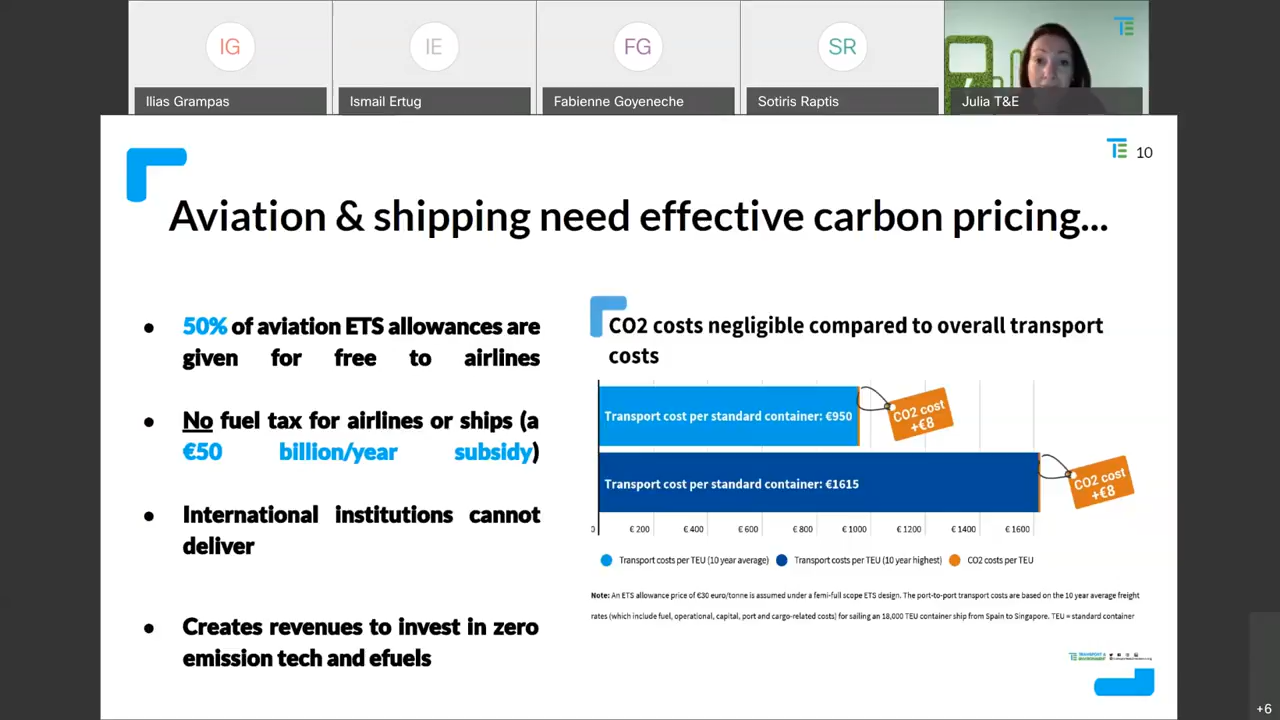 IG
IE
FG
SR
Ilias Grampas
Ismail Ertug
Fabienne Goyeneche
Sotiris Raptis
Julia T&E
TE
TE 10
Aviation & shipping need effective carbon pricing...
● 50% of aviation ETS allowances are
given for free to airlines
● No fuel tax for airlines or ships (a
€50 billion/year subsidy)
● International institutions cannot
deliver
● Creates revenues to invest in zero
emission tech and efuels
CO2 costs negligible compared to overall transport
costs
Transport cost per standard container: €950
CO2 cost
+€8
Transport cost per standard container: €1615
CO2 cost
+€8
0 € 200 € 400 € 600 € 800 € 1000 € 1200 € 1400 € 1600
Transport costs per TEU (10 year average) Transport costs per TEU (10 year highest) CO2 costs per TEU
Note: An ETS allowance price of €30 euro/tonne is assumed under a femi-full scope ETS design. The port-to-port transport costs are based on the 10 year average freight
rates (which include fuel, operational, capital, port and cargo-related costs) for sailing an 18,000 TEU container ship from Spain to Singapore. TEU = standard container
TE TRANSPORT &
ENVIRONMENT
+6